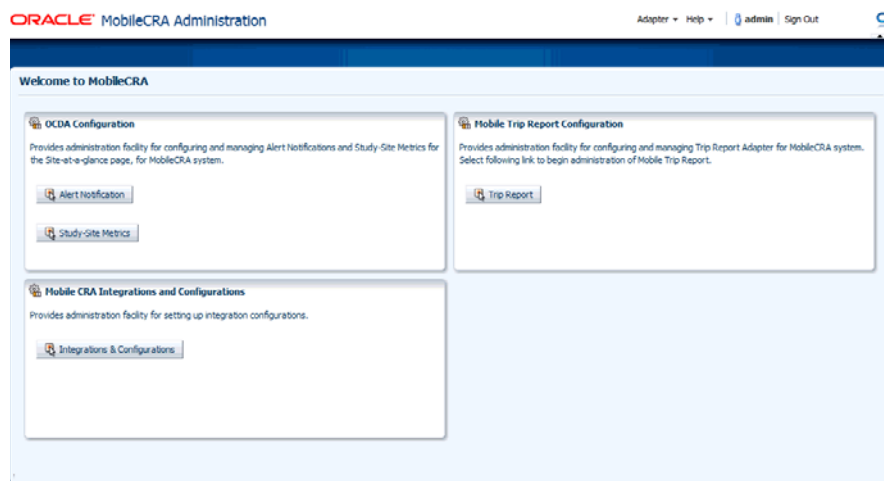 ORACLE® MobileCRA Administration
Adapter Help admin Sign Out
Welcome to MobileCRA
OCDA Configuration
Provides administration facility for configuring and managing Alert Notifications and Study-Site Metrics for
the Site-at-a-glance page, for MobileCRA system.
Alert Notification
Study-Site Metrics
Mobile Trip Report Configuration
Provides administration facility for configuring and managing Trip Report Adapter for MobileCRA system.
Select following link to begin administration of Mobile Trip Report.
Trip Report
Mobile CRA Integrations and Configurations
Provides administration facility for setting up integration configurations.
Integrations & Configurations